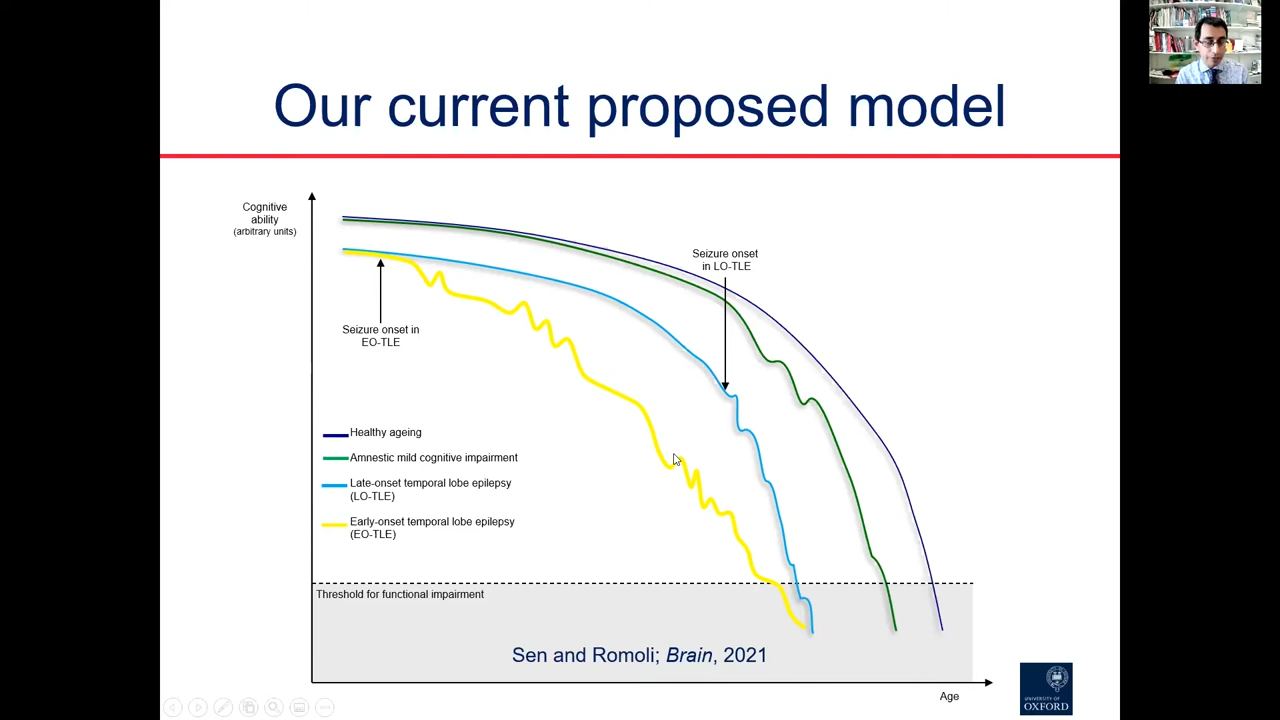 Our current proposed model
Cognitive
ability
(arbitrary units)
Seizure onset
in LO-TLE
Seizure onset in
EO-TLE
Healthy ageing
Amnestic mild cognitive impairment
Late-onset temporal lobe epilepsy
(LO-TLE)
Early-onset temporal lobe epilepsy
(EO-TLE)
Threshold for functional impairment
Sen and Romoli; Brain, 2021
Age
UNIVERSITY OF
OXFORD